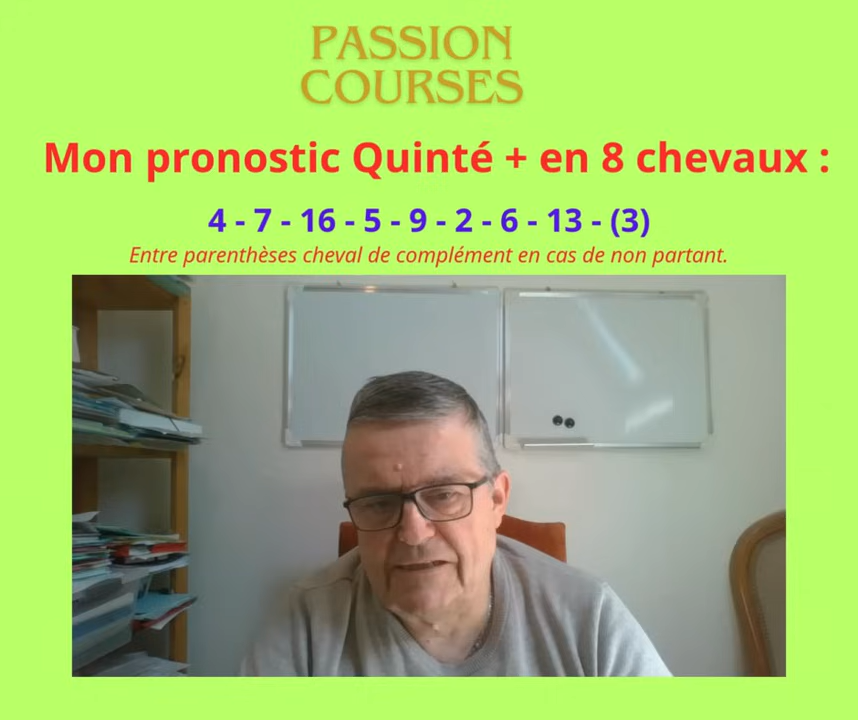 PASSION
COURSES
Mon pronostic Quinté + en 8 chevaux :
4 - 7 - 16 - 5 - 9 - 2 - 6 - 13 - (3)
Entre parenthèses cheval de complément en cas de non partant.